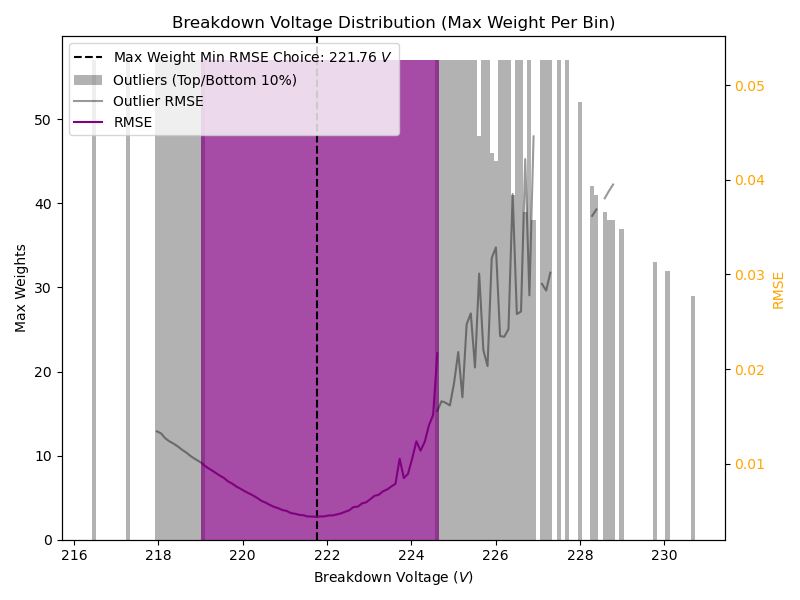 Breakdown Voltage Distribution (Max Weight Per Bin)
Max Weight Min RMSE Choice: 221.76 V
Outliers (Top/Bottom 10%)
Outlier RMSE
RMSE
Max Weights
50
40
30
20
10
0
0.05
0.04
0.03
0.02
0.01
RMSE
216 218 220 222 224 226 228 230
Breakdown Voltage (V)